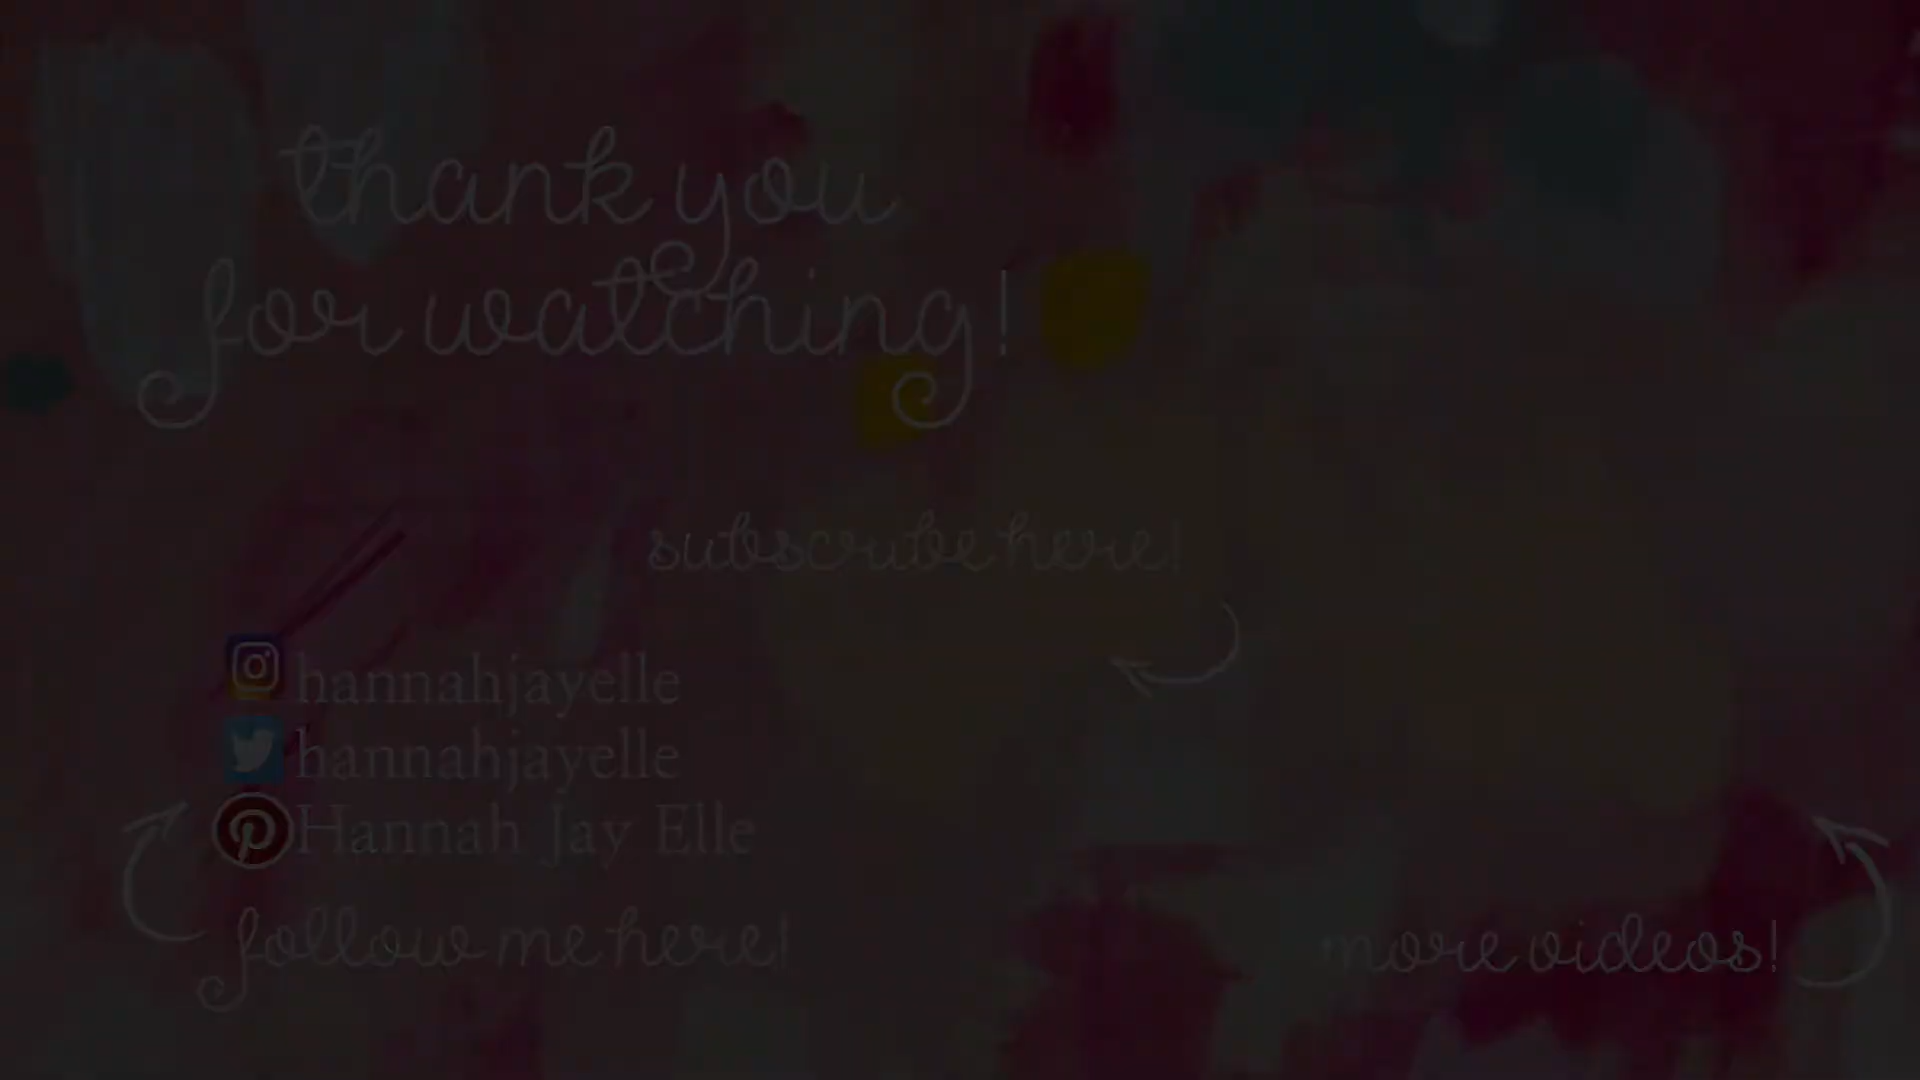 thank you
for watching!
subscribe here!
hannahjayelle
hannahjayelle
Hannah Jay Elle
follow me here!
more videos!